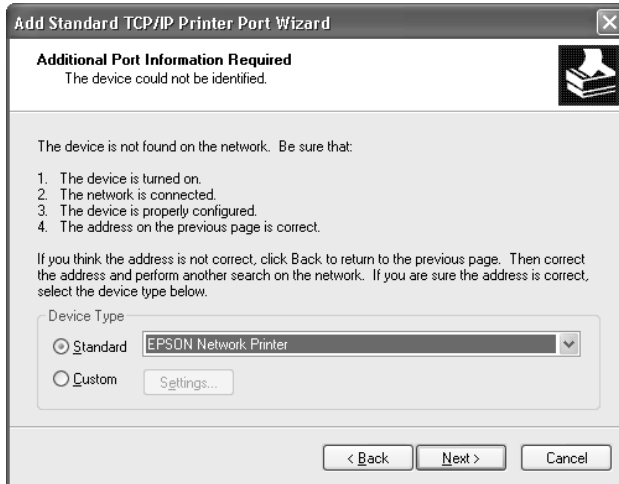 Add Standard TCP/IP Printer Port Wizard
Additional Port Information Required
The device could not be identified.
The device is not found on the network. Be sure that:
1. The device is turned on.
2. The network is connected.
3. The device is properly configured.
4. The address on the previous page is correct.
If you think the address is not correct, click Back to return to the previous page. Then correct
the address and perform another search on the network. If you are sure the address is correct,
select the device type below.
Device Type
Standard EPSON Network Printer
Custom Settings...
< Back Next > Cancel